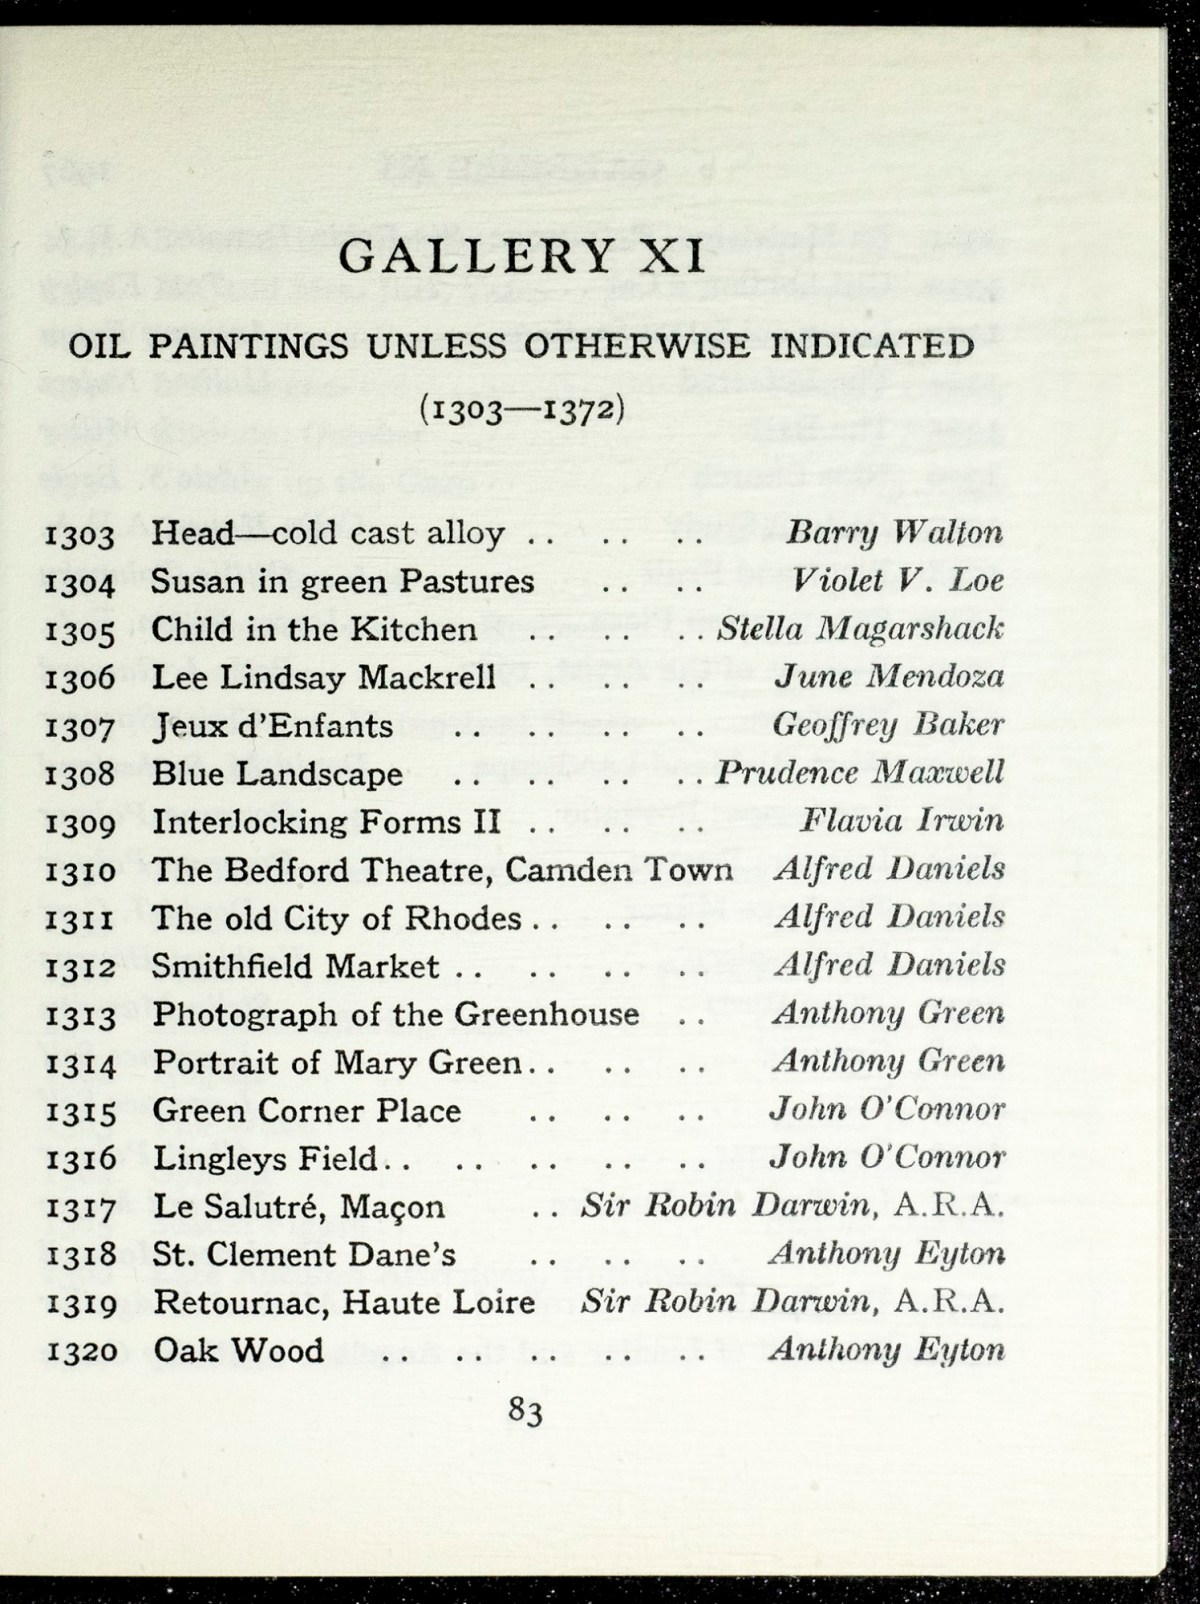 GALLERY XI
OIL PAINTINGS UNLESS OTHERWISE INDICATED
(1303—1372)
1303 Head—cold cast alloy .. .. .. Barry Walton
1304 Susan in green Pastures .. .. Violet V. Loe
1305 Child in the Kitchen .. .. .. Stella Magarshack
1306 Lee Lindsay Mackrell .. .. .. June Mendoza
1307 Jeux d'Enfants .. .. .. .. Geoffrey Baker
1308 Blue Landscape .. .. .. .. Prudence Maxwell
1309 Interlocking Forms II .. .. .. Flavia Irwin
1310 The Bedford Theatre, Camden Town Alfred Daniels
1311 The old City of Rhodes .. .. .. Alfred Daniels
1312 Smithfield Market .. .. .. .. Alfred Daniels
1313 Photograph of the Greenhouse .. Anthony Green
1314 Portrait of Mary Green .. .. .. Anthony Green
1315 Green Corner Place .. .. .. John O'Connor
1316 Lingleys Field .. .. .. .. .. John O'Connor
1317 Le Salutré, Maçon .. Sir Robin Darwin, A.R.A.
1318 St. Clement Dane's .. .. .. Anthony Eyton
1319 Retournac, Haute Loire Sir Robin Darwin, A.R.A.
1320 Oak Wood .. .. .. .. .. Anthony Eyton
83